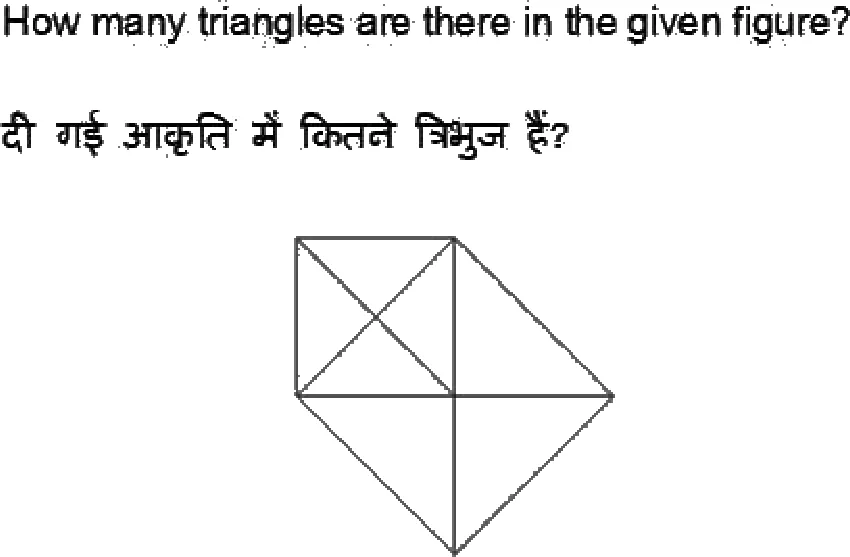 How many triangles are there in the given figure?
दी गई आकृति में कितने त्रिभुज हैं?